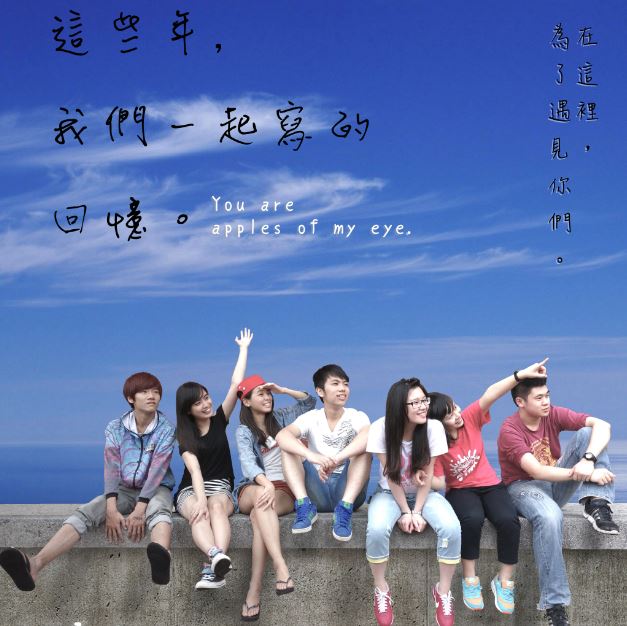 這些年，
我們一起寫的
回憶。
You are
apples of my eye.
在這裡，
為了遇見你們。